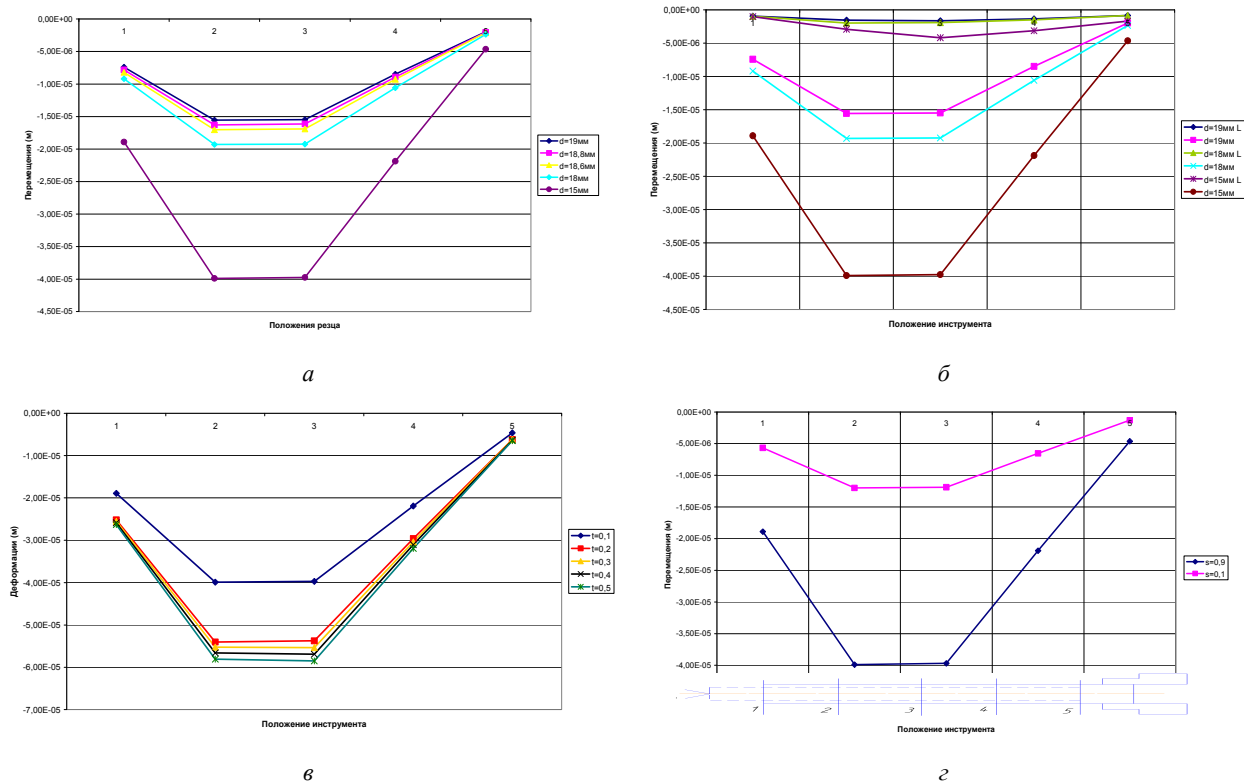 0,00E+00
-5,00E-06
-1,00E-05
-1,50E-05
-2,00E-05
-2,50E-05
-3,00E-05
-3,50E-05
-4,00E-05
-4,50E-05
1 2 3 4 5
Перемещения (м)
Положения резца
d=19мм
d=18,8мм
d=18,6мм
d=18мм
d=15мм
а
0,00E+00
-5,00E-06
-1,00E-05
-1,50E-05
-2,00E-05
-2,50E-05
-3,00E-05
-3,50E-05
-4,00E-05
-4,50E-05
1 2 3 4 5
Перемещения (м)
Положение инструмента
d=19мм L
d=19мм
d=18мм L
d=18мм
d=15мм L
d=15мм
б
0,00E+00
-1,00E-05
-2,00E-05
-3,00E-05
-4,00E-05
-5,00E-05
-6,00E-05
-7,00E-05
1 2 3 4 5
Деформации (м)
Положение инструмента
t=0,1
t=0,2
t=0,3
t=0,4
t=0,5
в
0,00E+00
-5,00E-06
-1,00E-05
-1,50E-05
-2,00E-05
-2,50E-05
-3,00E-05
-3,50E-05
-4,00E-05
1 2 3 4 5
Перемещения (м)
s=0,9
s=0,1
1 2 3 4 5
Положение инструмента
г